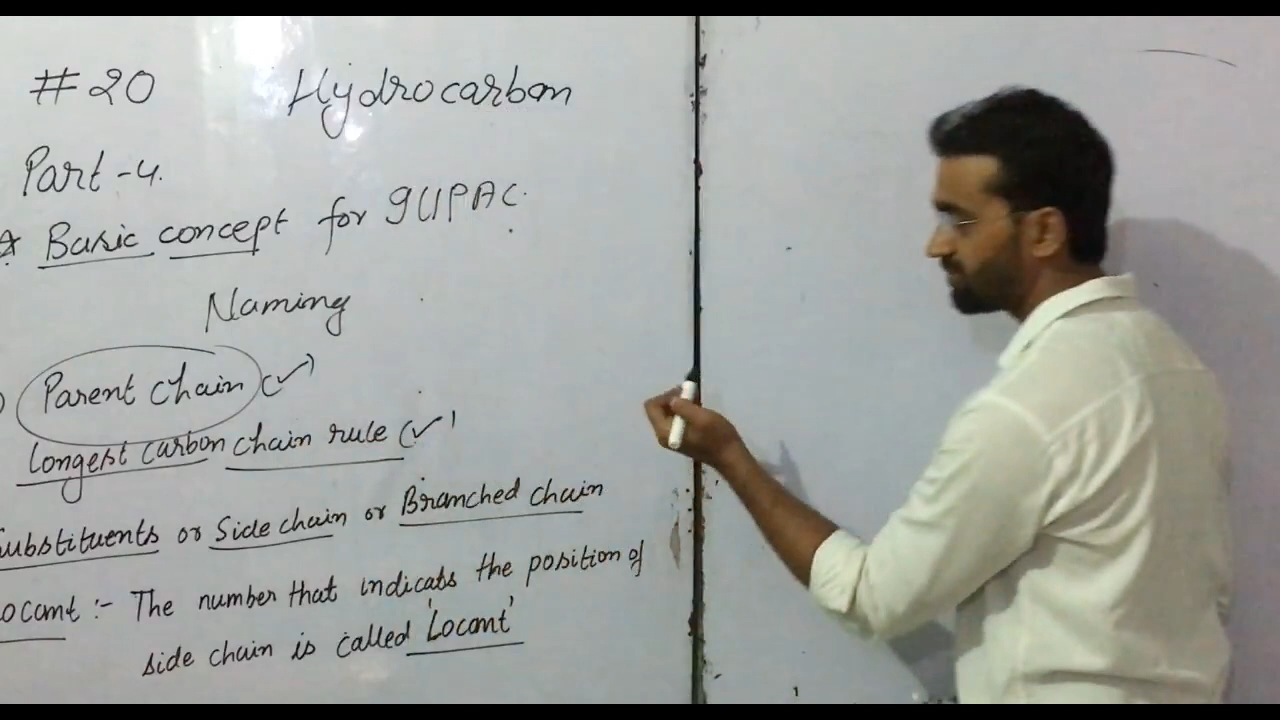 #20 Hydrocarbon
Part-4.
Basic concept for IUPAC.
Naming
Parent chain
Longest carbon chain rule
Substituents or Side chain or Branched chain
Locant :- The number that indicats the position of
side chain is called 'Locant'